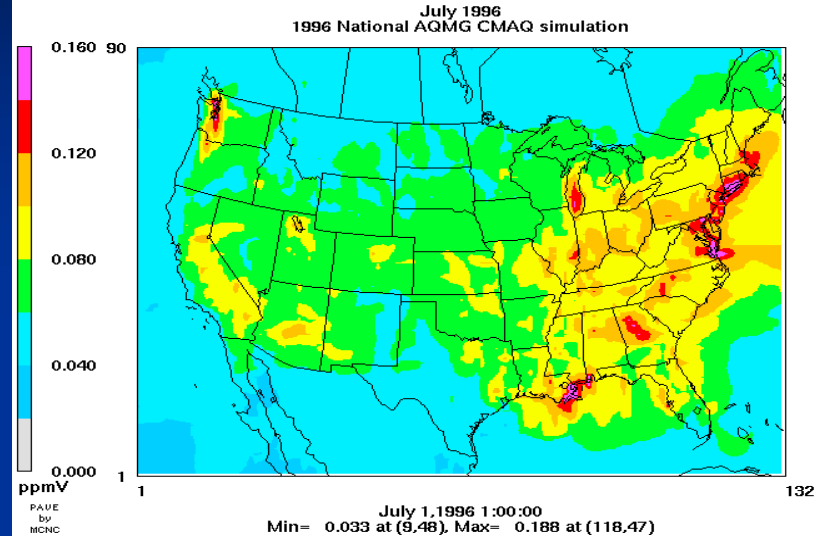 July 1996
1996 National AQMG CMAQ simulation
0.160
90
0.120
0.080
0.040
0.000
ppmV
1
1
132
PAVE
by
MCNC
July 1,1996 1:00:00
Min= 0.033 at (9,48), Max= 0.188 at (118,47)